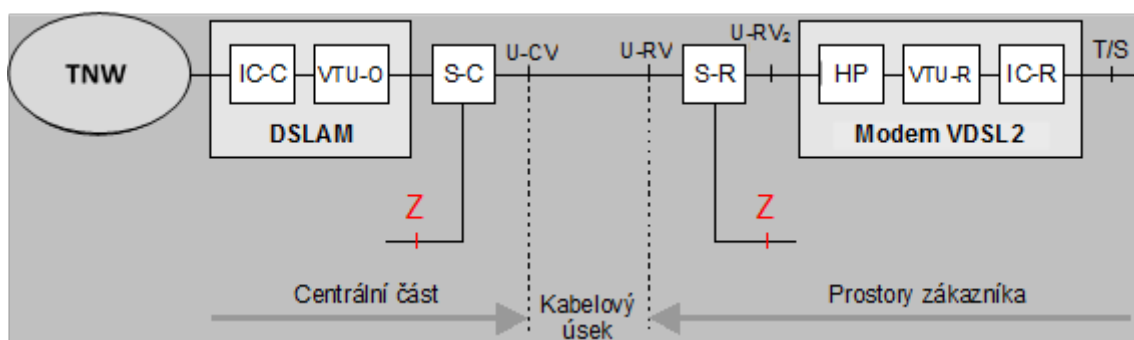 U-CV
U-RV
U-RV₂
T/S
TNW
IC-C
VTU-O
S-C
S-R
HP
VTU-R
IC-R
DSLAM
Modem VDSL2
Z
Z
Centrální část
Kabelový
úsek
Prostory zákazníka